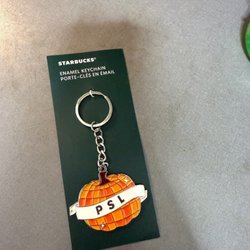 STARBUCKS®
ENAMEL KEYCHAIN
PORTE-CLÉS EN ÉMAIL
PSL